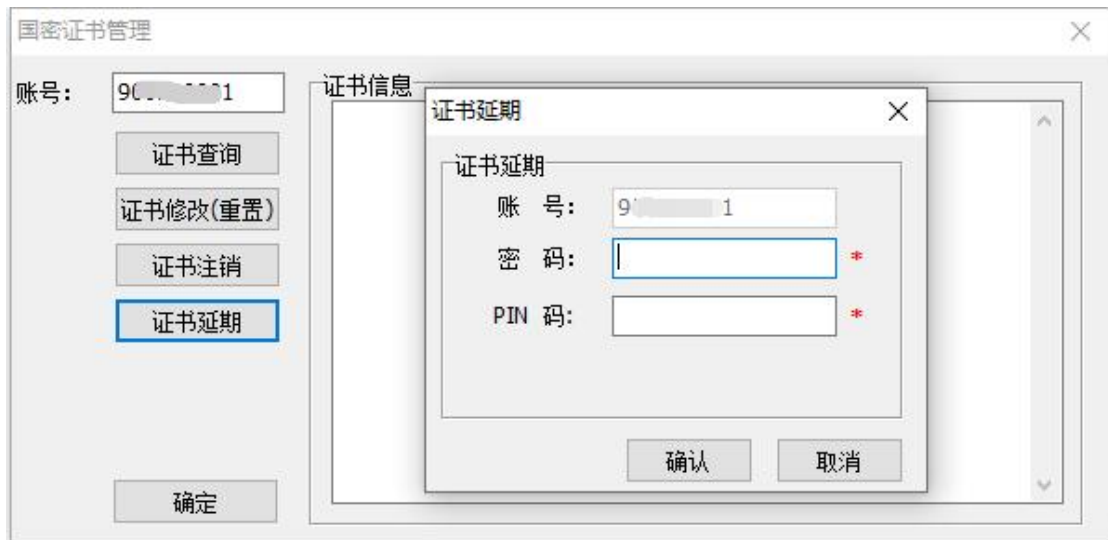 国密证书管理
账号:
证书查询
证书修改(重置)
证书注销
证书延期
确定
证书信息
证书延期
证书延期
账 号:
密 码: *
PIN 码: *
确认
取消